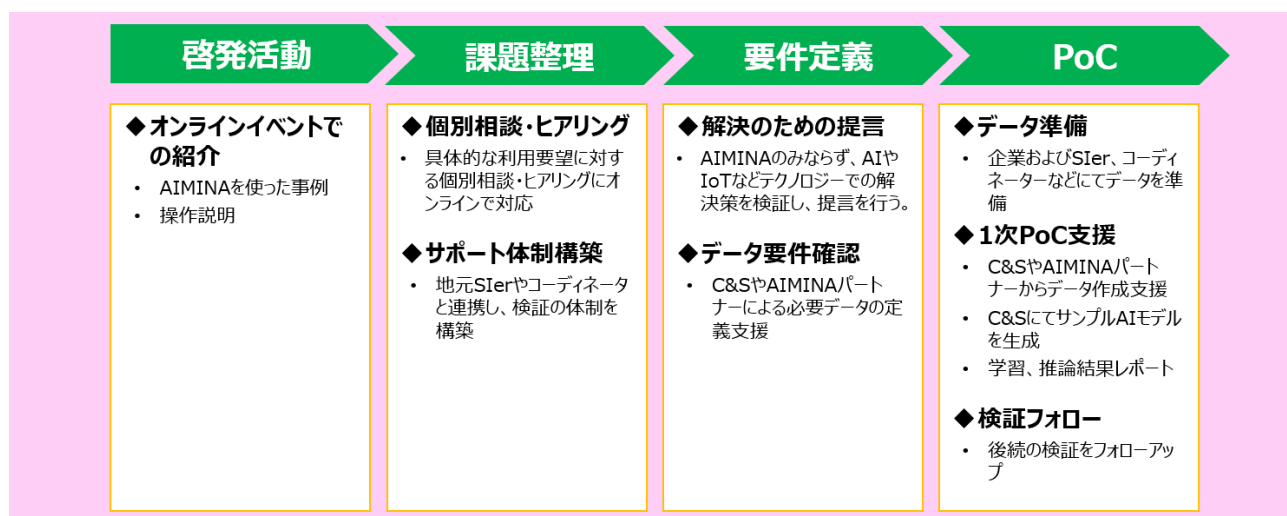 啓発活動
課題整理
要件定義
PoC
◆オンラインイベントで
の紹介
• AIMINAを使った事例
• 操作説明
◆個別相談・ヒアリング
• 具体的な利用要望に対す
る個別相談・ヒアリングにオ
ンラインで対応
◆サポート体制構築
• 地元SIerやコーディネータ
と連携し、検証の体制を
構築
◆解決のための提言
• AIMINAのみならず、AIや
IoTなどテクノロジーでの解
決策を検証し、提言を行う。
◆データ要件確認
• C&SやAIMINAパート
ナーによる必要データの定
義支援
◆データ準備
• 企業およびSIer、コーディ
ネーターなどにてデータを準
備
◆1次PoC支援
• C&SやAIMINAパート
ナーからデータ作成支援
• C&SにてサンプルAIモデル
を生成
• 学習、推論結果レポート
◆検証フォロー
• 後続の検証をフォローアッ
プ